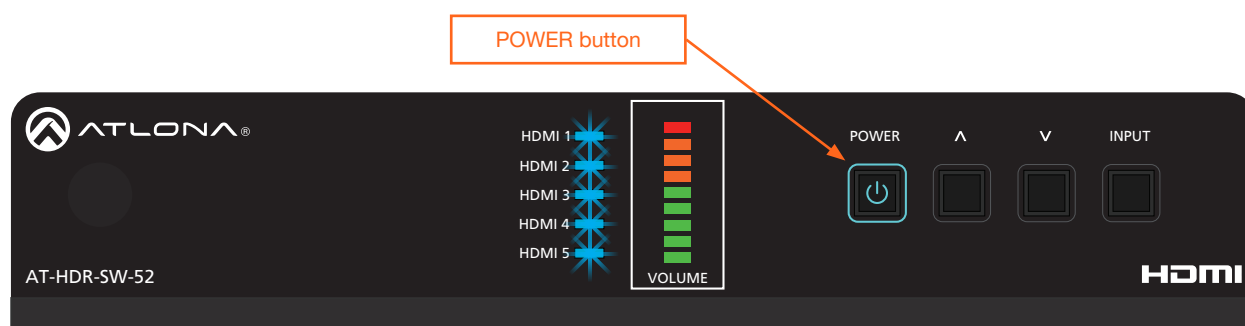 POWER button
ATLONA®
HDMI 1
HDMI 2
HDMI 3
HDMI 4
HDMI 5
VOLUME
POWER
∧
∨
INPUT
AT-HDR-SW-52
HDMI